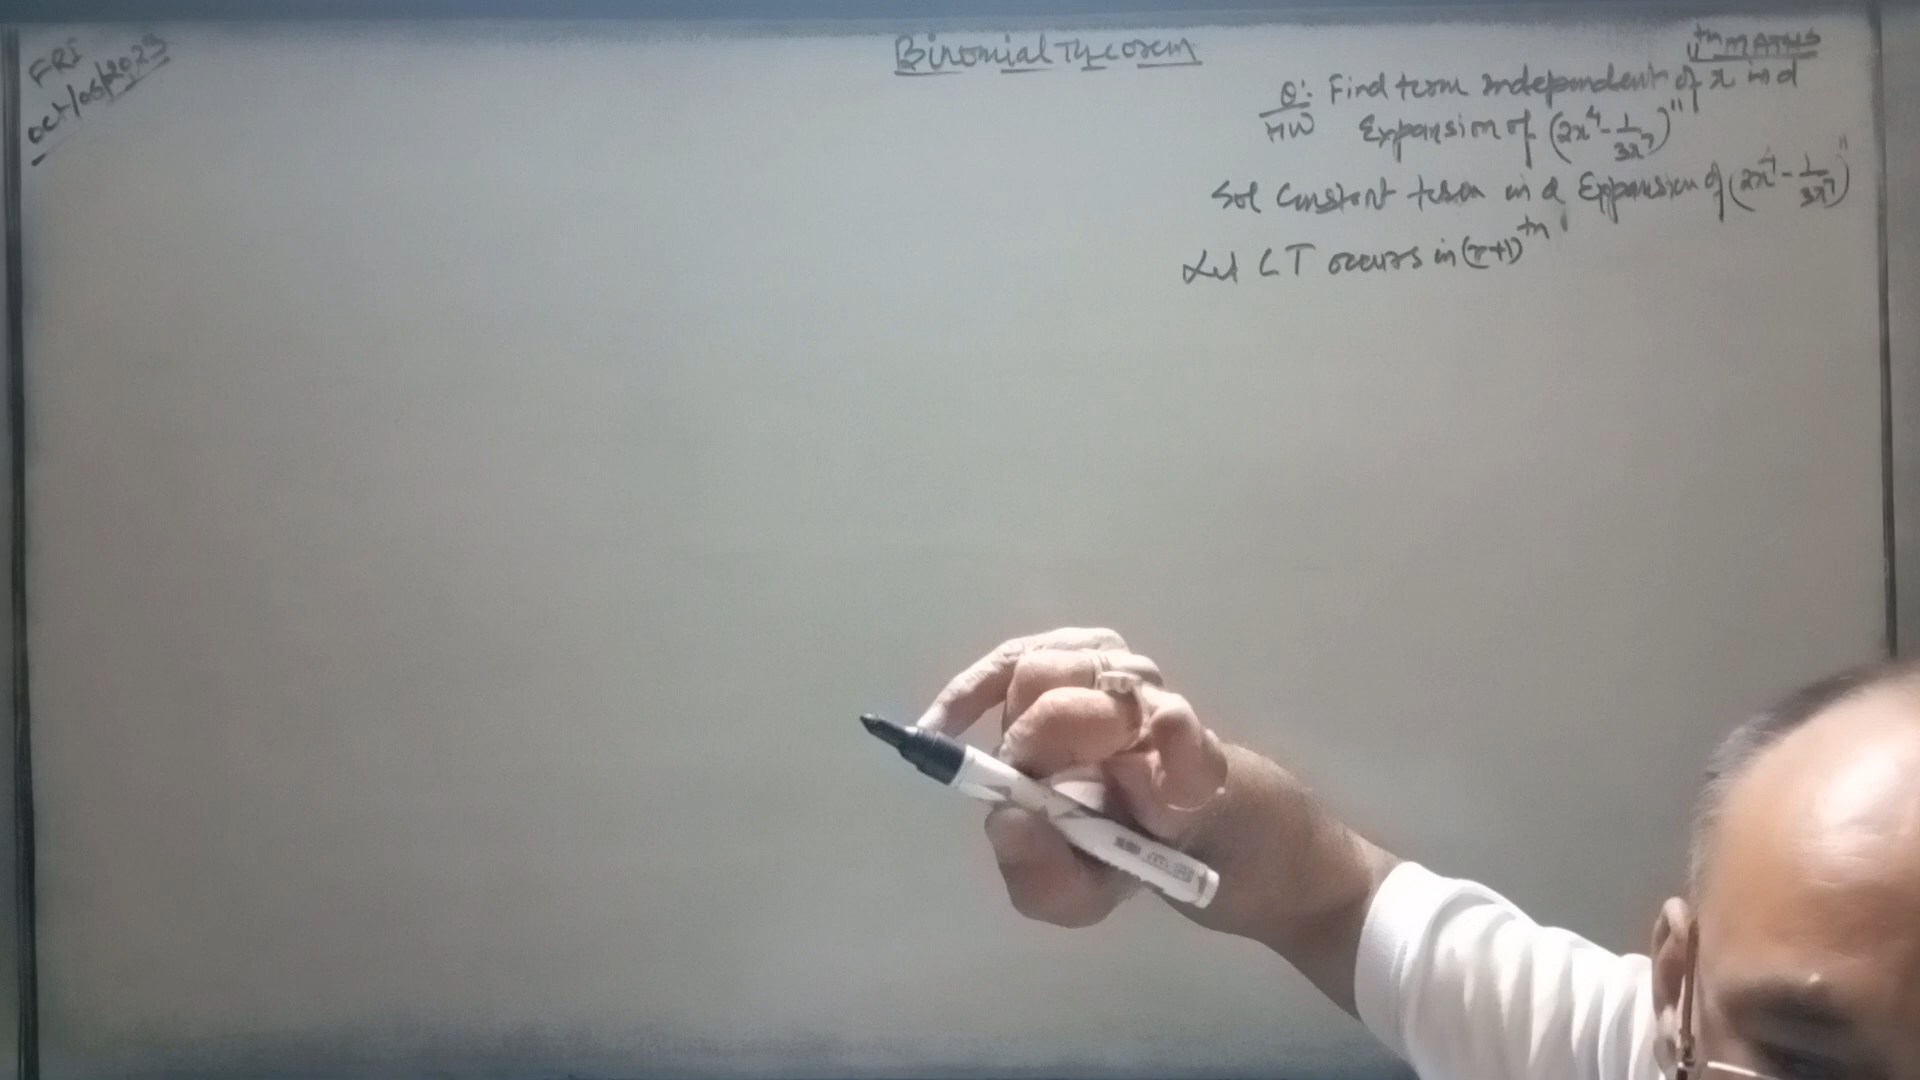 FRI
Oct/06/2023
Binomial Theorem
11th MATHS
Q: Find term independent of x in d
HW Expansion of (2x⁴ - 1/3x⁷)¹¹
Sol Constant term in d Expansion of (2x⁴ - 1/3x⁷)¹¹
Let CT occurs in (r+1)th